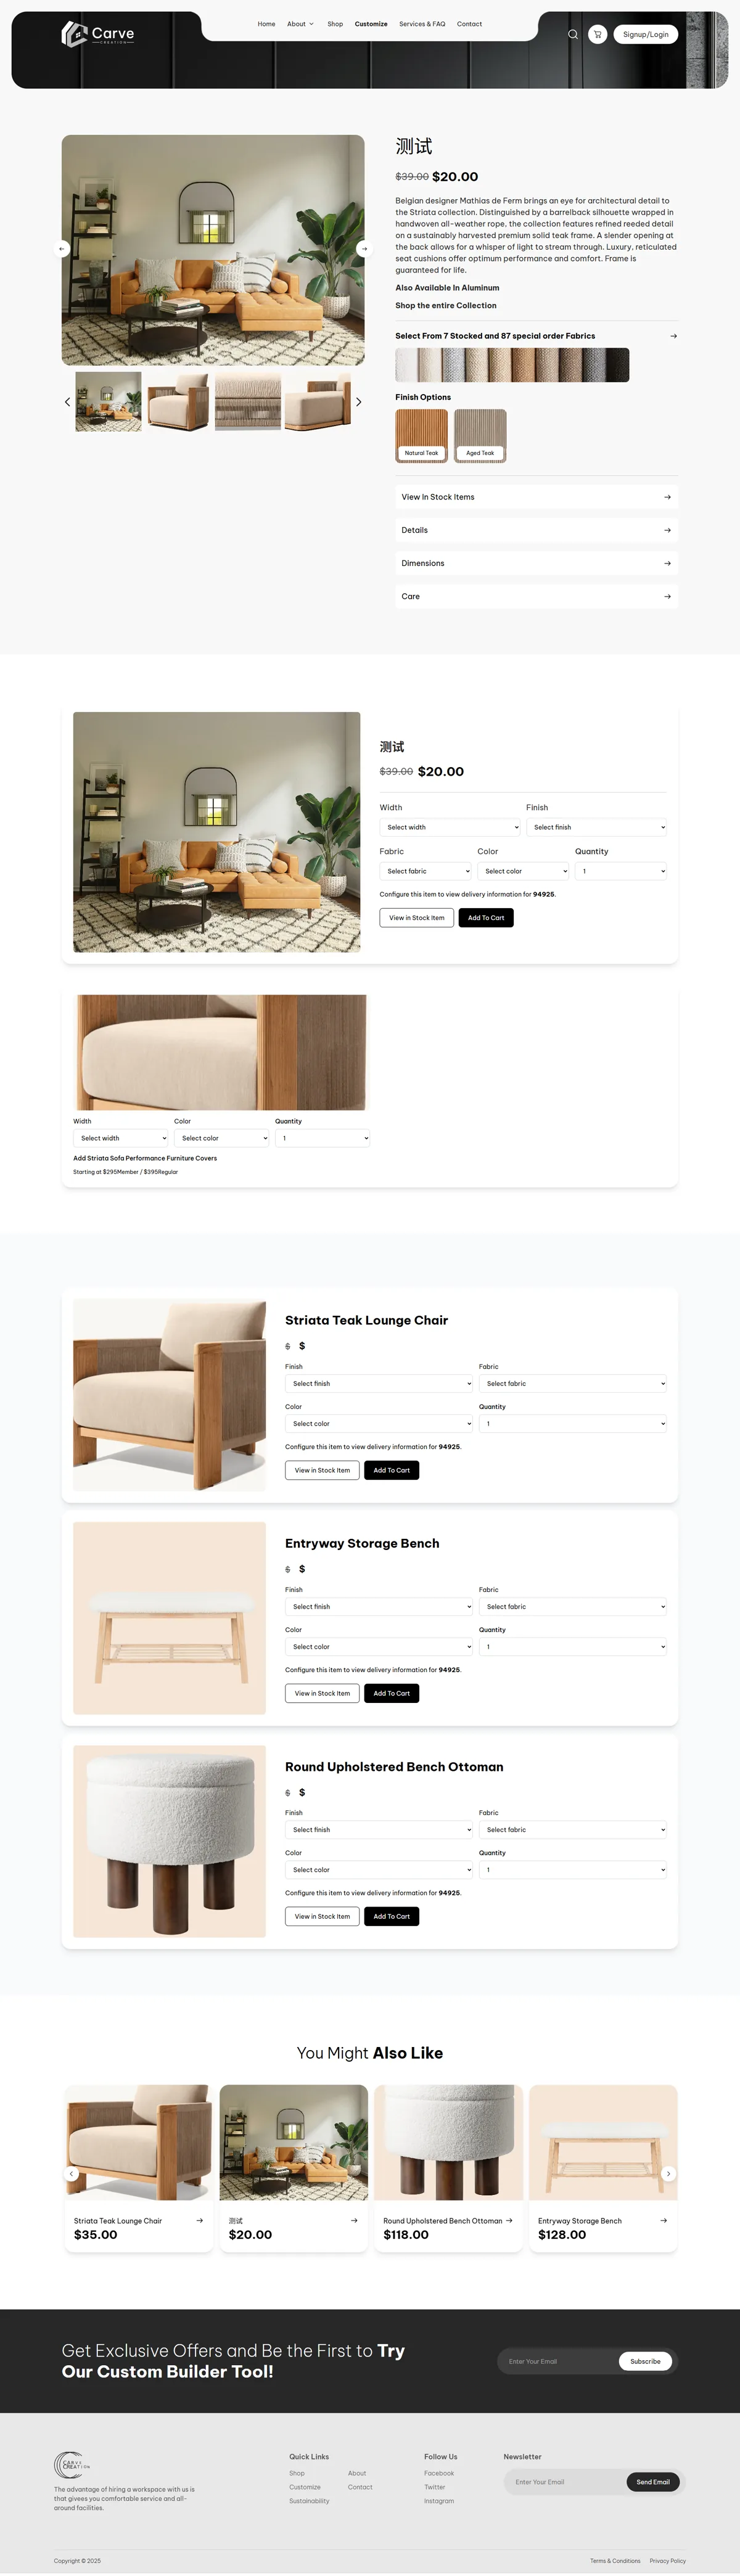 Carve
CREATION
Home
About
Shop
Customize
Services & FAQ
Contact
Signup/Login
测试
$39.00 $20.00
Belgian designer Mathias de Ferm brings an eye for architectural detail to
the Striata collection. Distinguished by a barrelback silhouette wrapped in
handwoven all-weather rope, the collection features refined reeded detail
on a sustainably harvested premium solid teak frame. A slender opening at
the back allows for a whisper of light to stream through. Luxury, reticulated
seat cushions offer optimum performance and comfort. Frame is
guaranteed for life.
Also Available In Aluminum
Shop the entire Collection
Select From 7 Stocked and 87 special order Fabrics
Finish Options
Natural Teak
Aged Teak
View In Stock Items
Details
Dimensions
Care
测试
$39.00 $20.00
Width
Finish
Select width
Select finish
Fabric
Color
Quantity
Select fabric
Select color
1
Configure this item to view delivery information for 94925.
View in Stock Item
Add To Cart
Width
Color
Quantity
Select width
Select color
1
Add Striata Sofa Performance Furniture Covers
Starting at $295Member / $395Regular
Striata Teak Lounge Chair
$ $
Finish
Fabric
Select finish
Select fabric
Color
Quantity
Select color
1
Configure this item to view delivery information for 94925.
View in Stock Item
Add To Cart
Entryway Storage Bench
$ $
Finish
Fabric
Select finish
Select fabric
Color
Quantity
Select color
1
Configure this item to view delivery information for 94925.
View in Stock Item
Add To Cart
Round Upholstered Bench Ottoman
$ $
Finish
Fabric
Select finish
Select fabric
Color
Quantity
Select color
1
Configure this item to view delivery information for 94925.
View in Stock Item
Add To Cart
You Might Also Like
Striata Teak Lounge Chair
$35.00
测试
$20.00
Round Upholstered Bench Ottoman
$118.00
Entryway Storage Bench
$128.00
Get Exclusive Offers and Be the First to Try
Our Custom Builder Tool!
Enter Your Email
Subscribe
CARVE
CREATION
The advantage of hiring a workspace with us is
that givees you comfortable service and all-
around facilities.
Quick Links
Shop
About
Customize
Contact
Sustainability
Follow Us
Facebook
Twitter
Instagram
Newsletter
Enter Your Email
Send Email
Copyright © 2025
Terms & Conditions
Privacy Policy